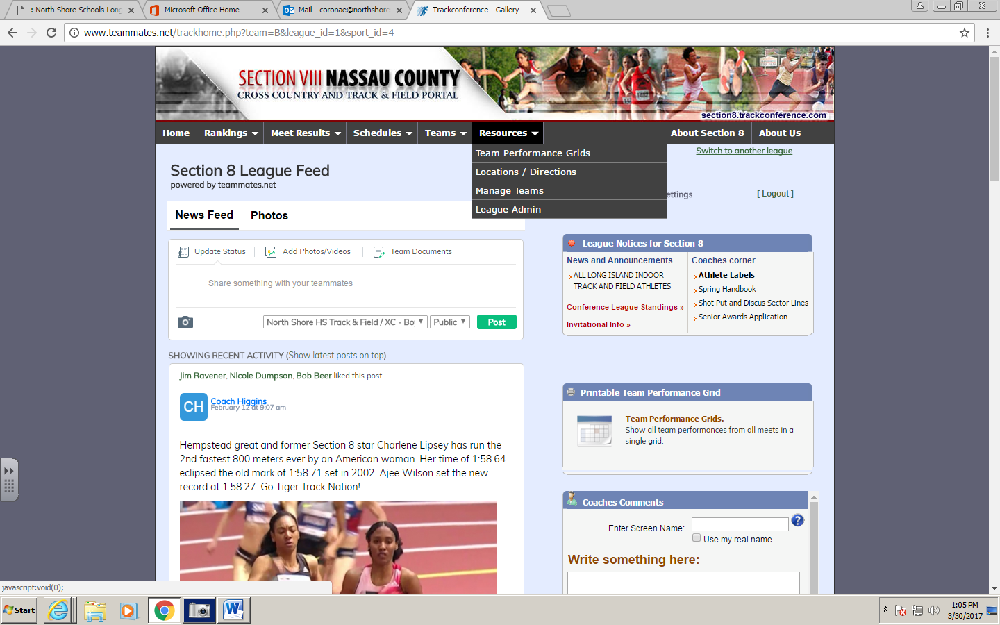 : North Shore Schools Long
Microsoft Office Home
Mail - coronae@northshore
Trackconference - Gallery
www.teammates.net/trackhome.php?team=B&league_id=1&sport_id=4
SECTION VIII NASSAU COUNTY
CROSS COUNTRY AND TRACK & FIELD PORTAL
section8.trackconference.com
Home Rankings Meet Results Schedules Teams Resources About Section 8 About Us
Team Performance Grids
Locations / Directions
Manage Teams
League Admin
Switch to another league
Section 8 League Feed
powered by teammates.net
ettings [ Logout ]
News Feed Photos
Update Status Add Photos/Videos Team Documents
Share something with your teammates
North Shore HS Track & Field / XC - Bo Public Post
SHOWING RECENT ACTIVITY (Show latest posts on top)
Jim Ravener, Nicole Dumpson, Bob Beer liked this post
CH
Coach Higgins
February 12 at 9:07 am
Hempstead great and former Section 8 star Charlene Lipsey has run the
2nd fastest 800 meters ever by an American woman. Her time of 1:58.64
eclipsed the old mark of 1:58.71 set in 2002. Ajee Wilson set the new
record at 1:58.27. Go Tiger Track Nation!
League Notices for Section 8
News and Announcements
ALL LONG ISLAND INDOOR
TRACK AND FIELD ATHLETES
Conference League Standings »
Invitational Info »
Coaches corner
Athlete Labels
Spring Handbook
Shot Put and Discus Sector Lines
Senior Awards Application
Printable Team Performance Grid
Team Performance Grids.
Show all team performances from all meets in a
single grid.
Coaches Comments
Enter Screen Name:
?
Use my real name
Write something here:
javascript:void(0);
Start
1:05 PM
3/30/2017